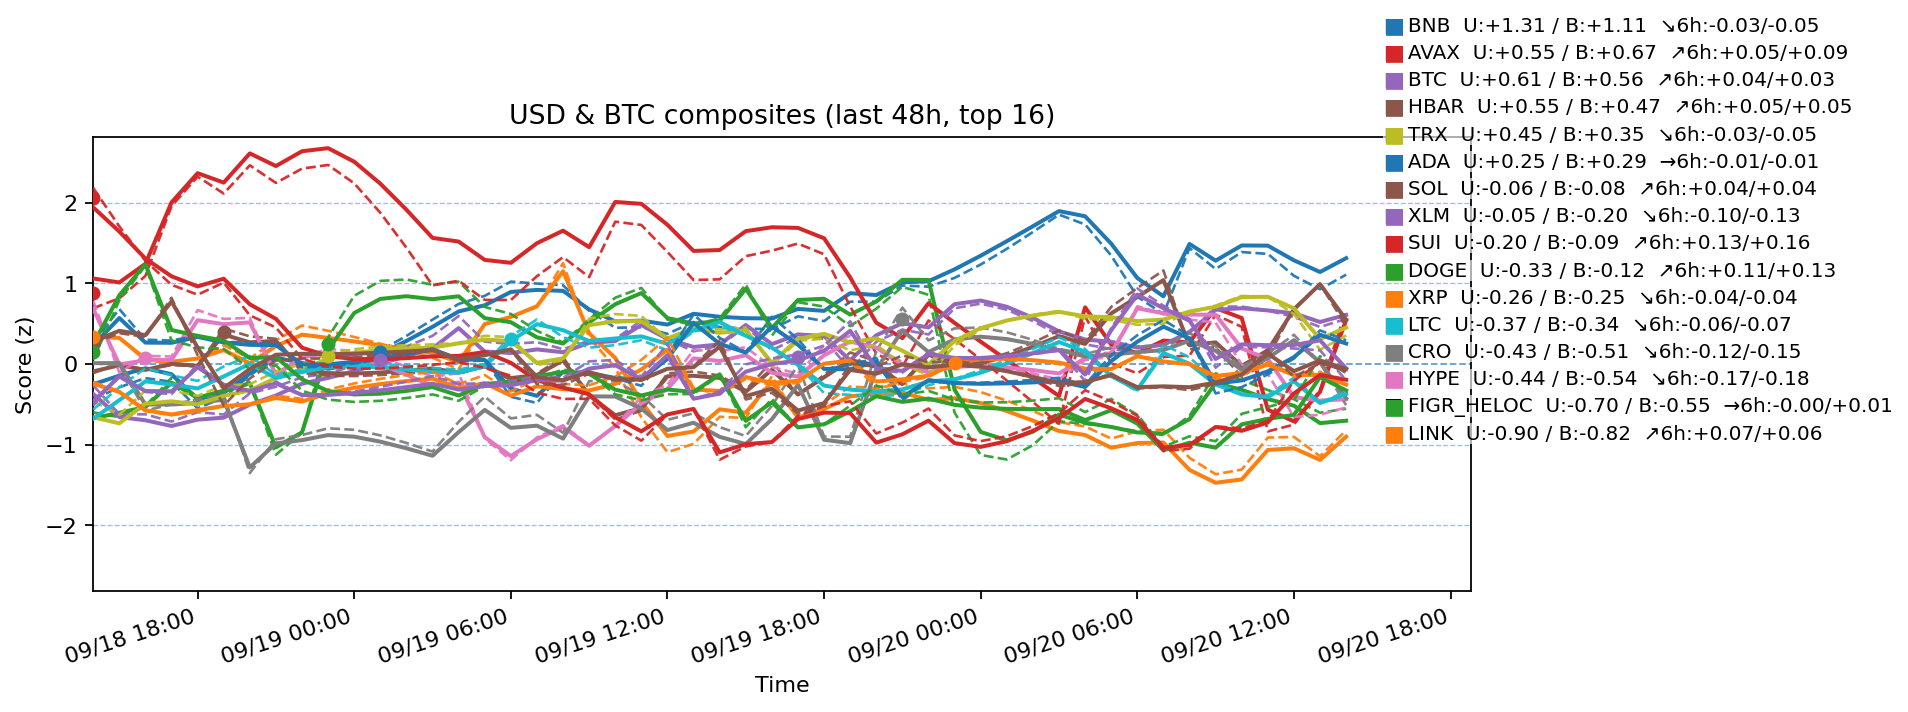 BNB  U:+1.31 / B:+1.11  ↘6h:-0.03/-0.05
AVAX  U:+0.55 / B:+0.67  ↗6h:+0.05/+0.09
BTC  U:+0.61 / B:+0.56  ↗6h:+0.04/+0.03
HBAR  U:+0.55 / B:+0.47  ↗6h:+0.05/+0.05
TRX  U:+0.45 / B:+0.35  ↘6h:-0.03/-0.05
ADA  U:+0.25 / B:+0.29  →6h:-0.01/-0.01
SOL  U:-0.06 / B:-0.08  ↗6h:+0.04/+0.04
XLM  U:-0.05 / B:-0.20  ↘6h:-0.10/-0.13
SUI  U:-0.20 / B:-0.09  ↗6h:+0.13/+0.16
DOGE  U:-0.33 / B:-0.12  ↗6h:+0.11/+0.13
XRP  U:-0.26 / B:-0.25  ↘6h:-0.04/-0.04
LTC  U:-0.37 / B:-0.34  ↘6h:-0.06/-0.07
CRO  U:-0.43 / B:-0.51  ↘6h:-0.12/-0.15
HYPE  U:-0.44 / B:-0.54  ↘6h:-0.17/-0.18
FIGR_HELOC  U:-0.70 / B:-0.55  →6h:-0.00/+0.01
LINK  U:-0.90 / B:-0.82  ↗6h:+0.07/+0.06
USD & BTC composites (last 48h, top 16)
Score (z)
2
1
0
−1
−2
09/18 18:00
09/19 00:00
09/19 06:00
09/19 12:00
09/19 18:00
09/20 00:00
09/20 06:00
09/20 12:00
09/20 18:00
Time